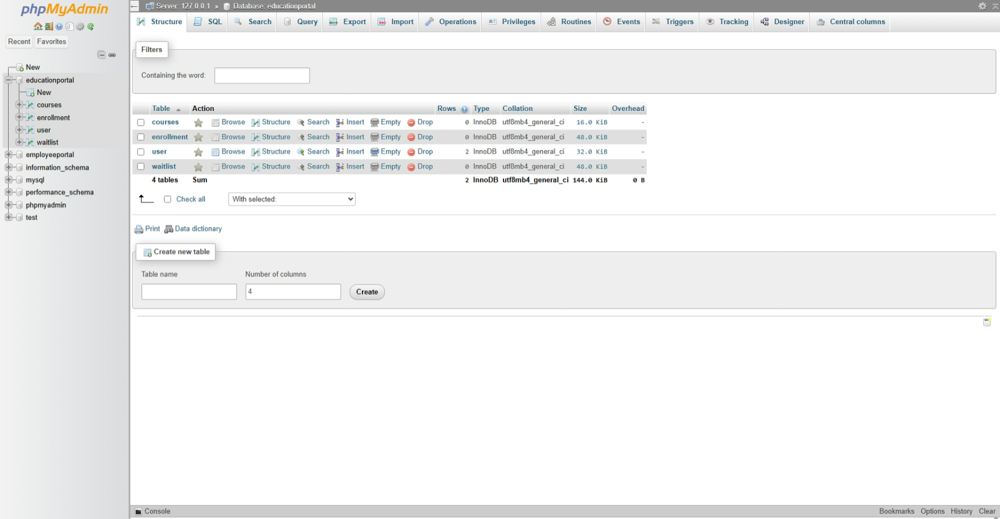 phpMyAdmin
Recent Favorites
New
educationportal
New
courses
enrollment
user
waitlist
employeeportal
information_schema
mysql
performance_schema
phpmyadmin
test
Server: 127.0.0.1 » Database: educationportal
Structure SQL Search Query Export Import Operations Privileges Routines Events Triggers Tracking Designer Central columns
Filters
Containing the word:
Table Action Rows Type Collation Size Overhead
courses Browse Structure Search Insert Empty Drop 0 InnoDB utf8mb4_general_ci 16.0 KiB -
enrollment Browse Structure Search Insert Empty Drop 0 InnoDB utf8mb4_general_ci 48.0 KiB -
user Browse Structure Search Insert Empty Drop 2 InnoDB utf8mb4_general_ci 32.0 KiB -
waitlist Browse Structure Search Insert Empty Drop 0 InnoDB utf8mb4_general_ci 48.0 KiB -
4 tables Sum 2 InnoDB utf8mb4_general_ci 144.0 KiB 0 B
Check all With selected:
Print Data dictionary
Create new table
Table name Number of columns
4 Create
Console Bookmarks Options History Clear